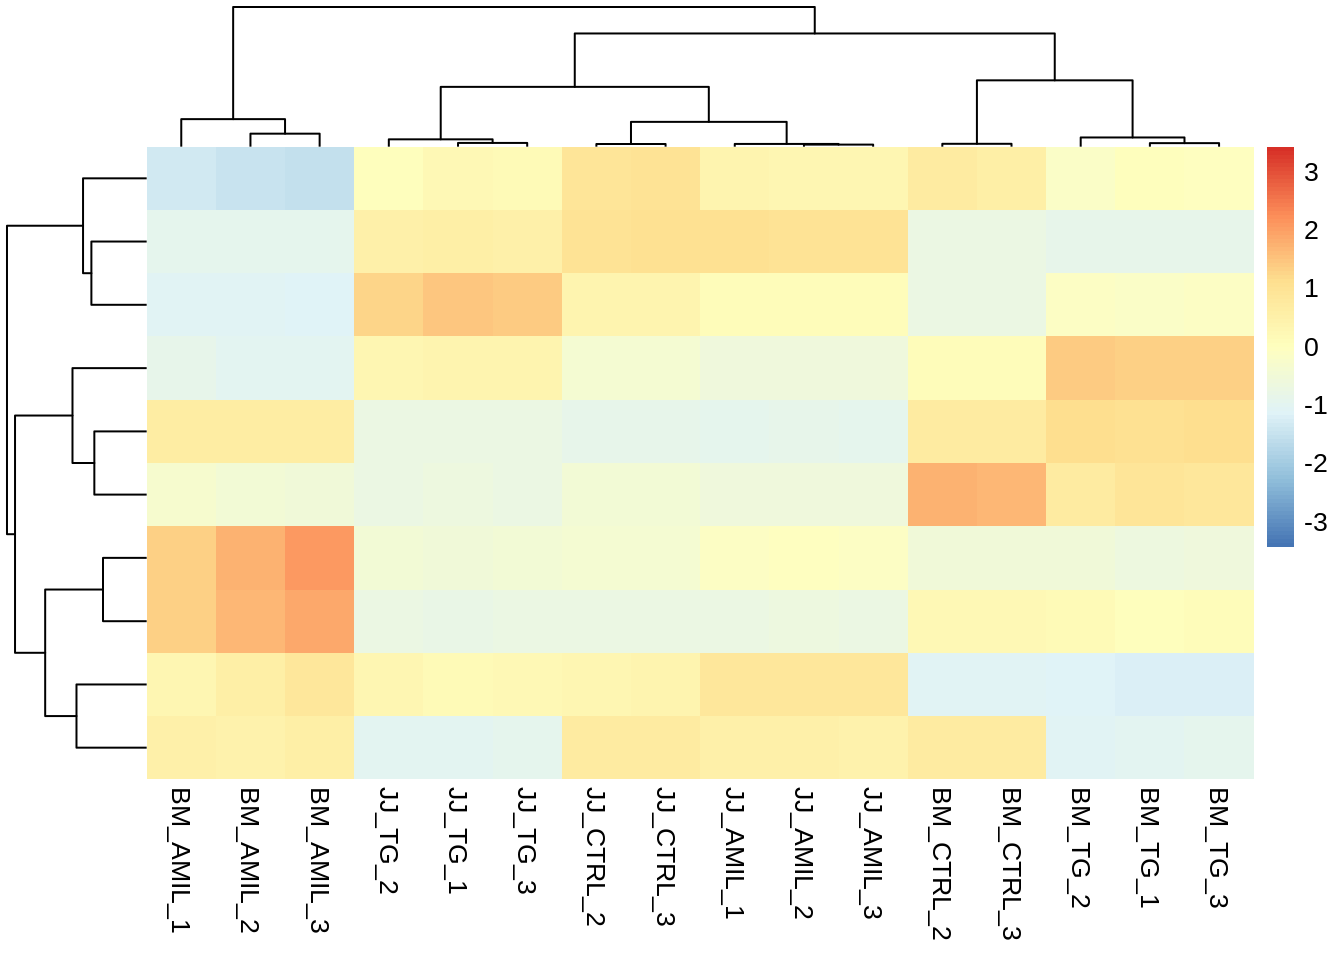 3
2
1
0
-1
-2
-3
BM_AMIL_1
BM_AMIL_2
BM_AMIL_3
JJ_TG_2
JJ_TG_1
JJ_TG_3
JJ_CTRL_2
JJ_CTRL_3
JJ_AMIL_1
JJ_AMIL_2
JJ_AMIL_3
BM_CTRL_2
BM_CTRL_3
BM_TG_2
BM_TG_1
BM_TG_3